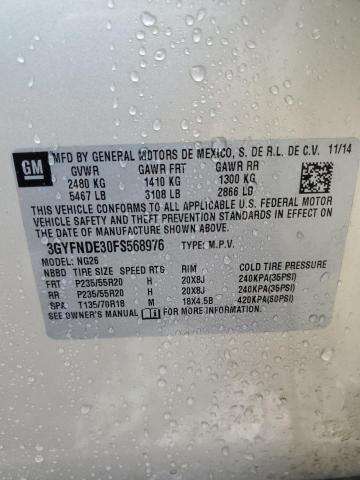 GM
MFD BY GENERAL MOTORS DE MEXICO, S. DE R.L. DE C.V. 11/14
GVWR GAWR FRT GAWR RR
2480 KG 1410 KG 1300 KG
5467 LB 3108 LB 2866 LB
THIS VEHICLE CONFORMS TO ALL APPLICABLE U.S. FEDERAL MOTOR
VEHICLE SAFETY AND THEFT PREVENTION STANDARDS IN EFFECT ON
THE DATE OF MANUFACTURE SHOWN ABOVE.
3GYFNDE30FS568976 TYPE: M.P.V.
MODEL: NG26
NBBD TIRE SIZE SPEED RTG RIM COLD TIRE PRESSURE
FRT P235/55R20 H 20X8J 240KPA(35PSI)
RR P235/55R20 H 20X8J 240KPA(35PSI)
SPA T135/70R18 M 18X4.5B 420KPA(60PSI)
SEE OWNER'S MANUAL FOR ADDITIONAL INFORMATION.